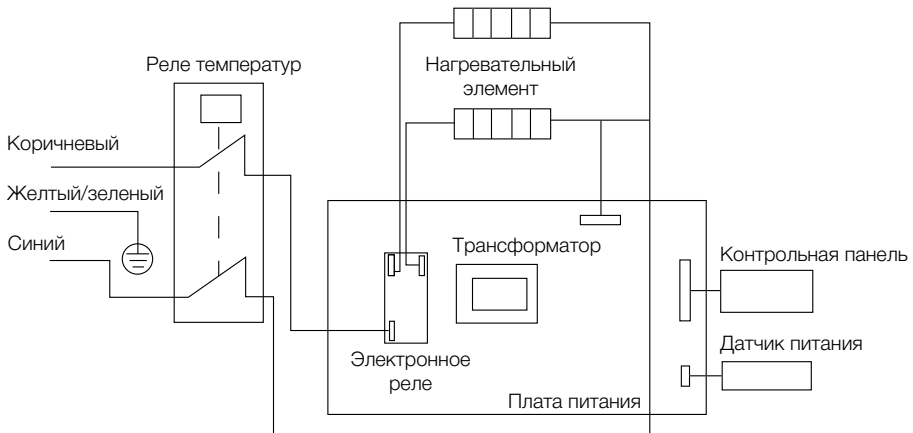 Реле температур
Нагревательный
элемент
Коричневый
Желтый/зеленый
Синий
Трансформатор
Контрольная панель
Датчик питания
Электронное
реле
Плата питания